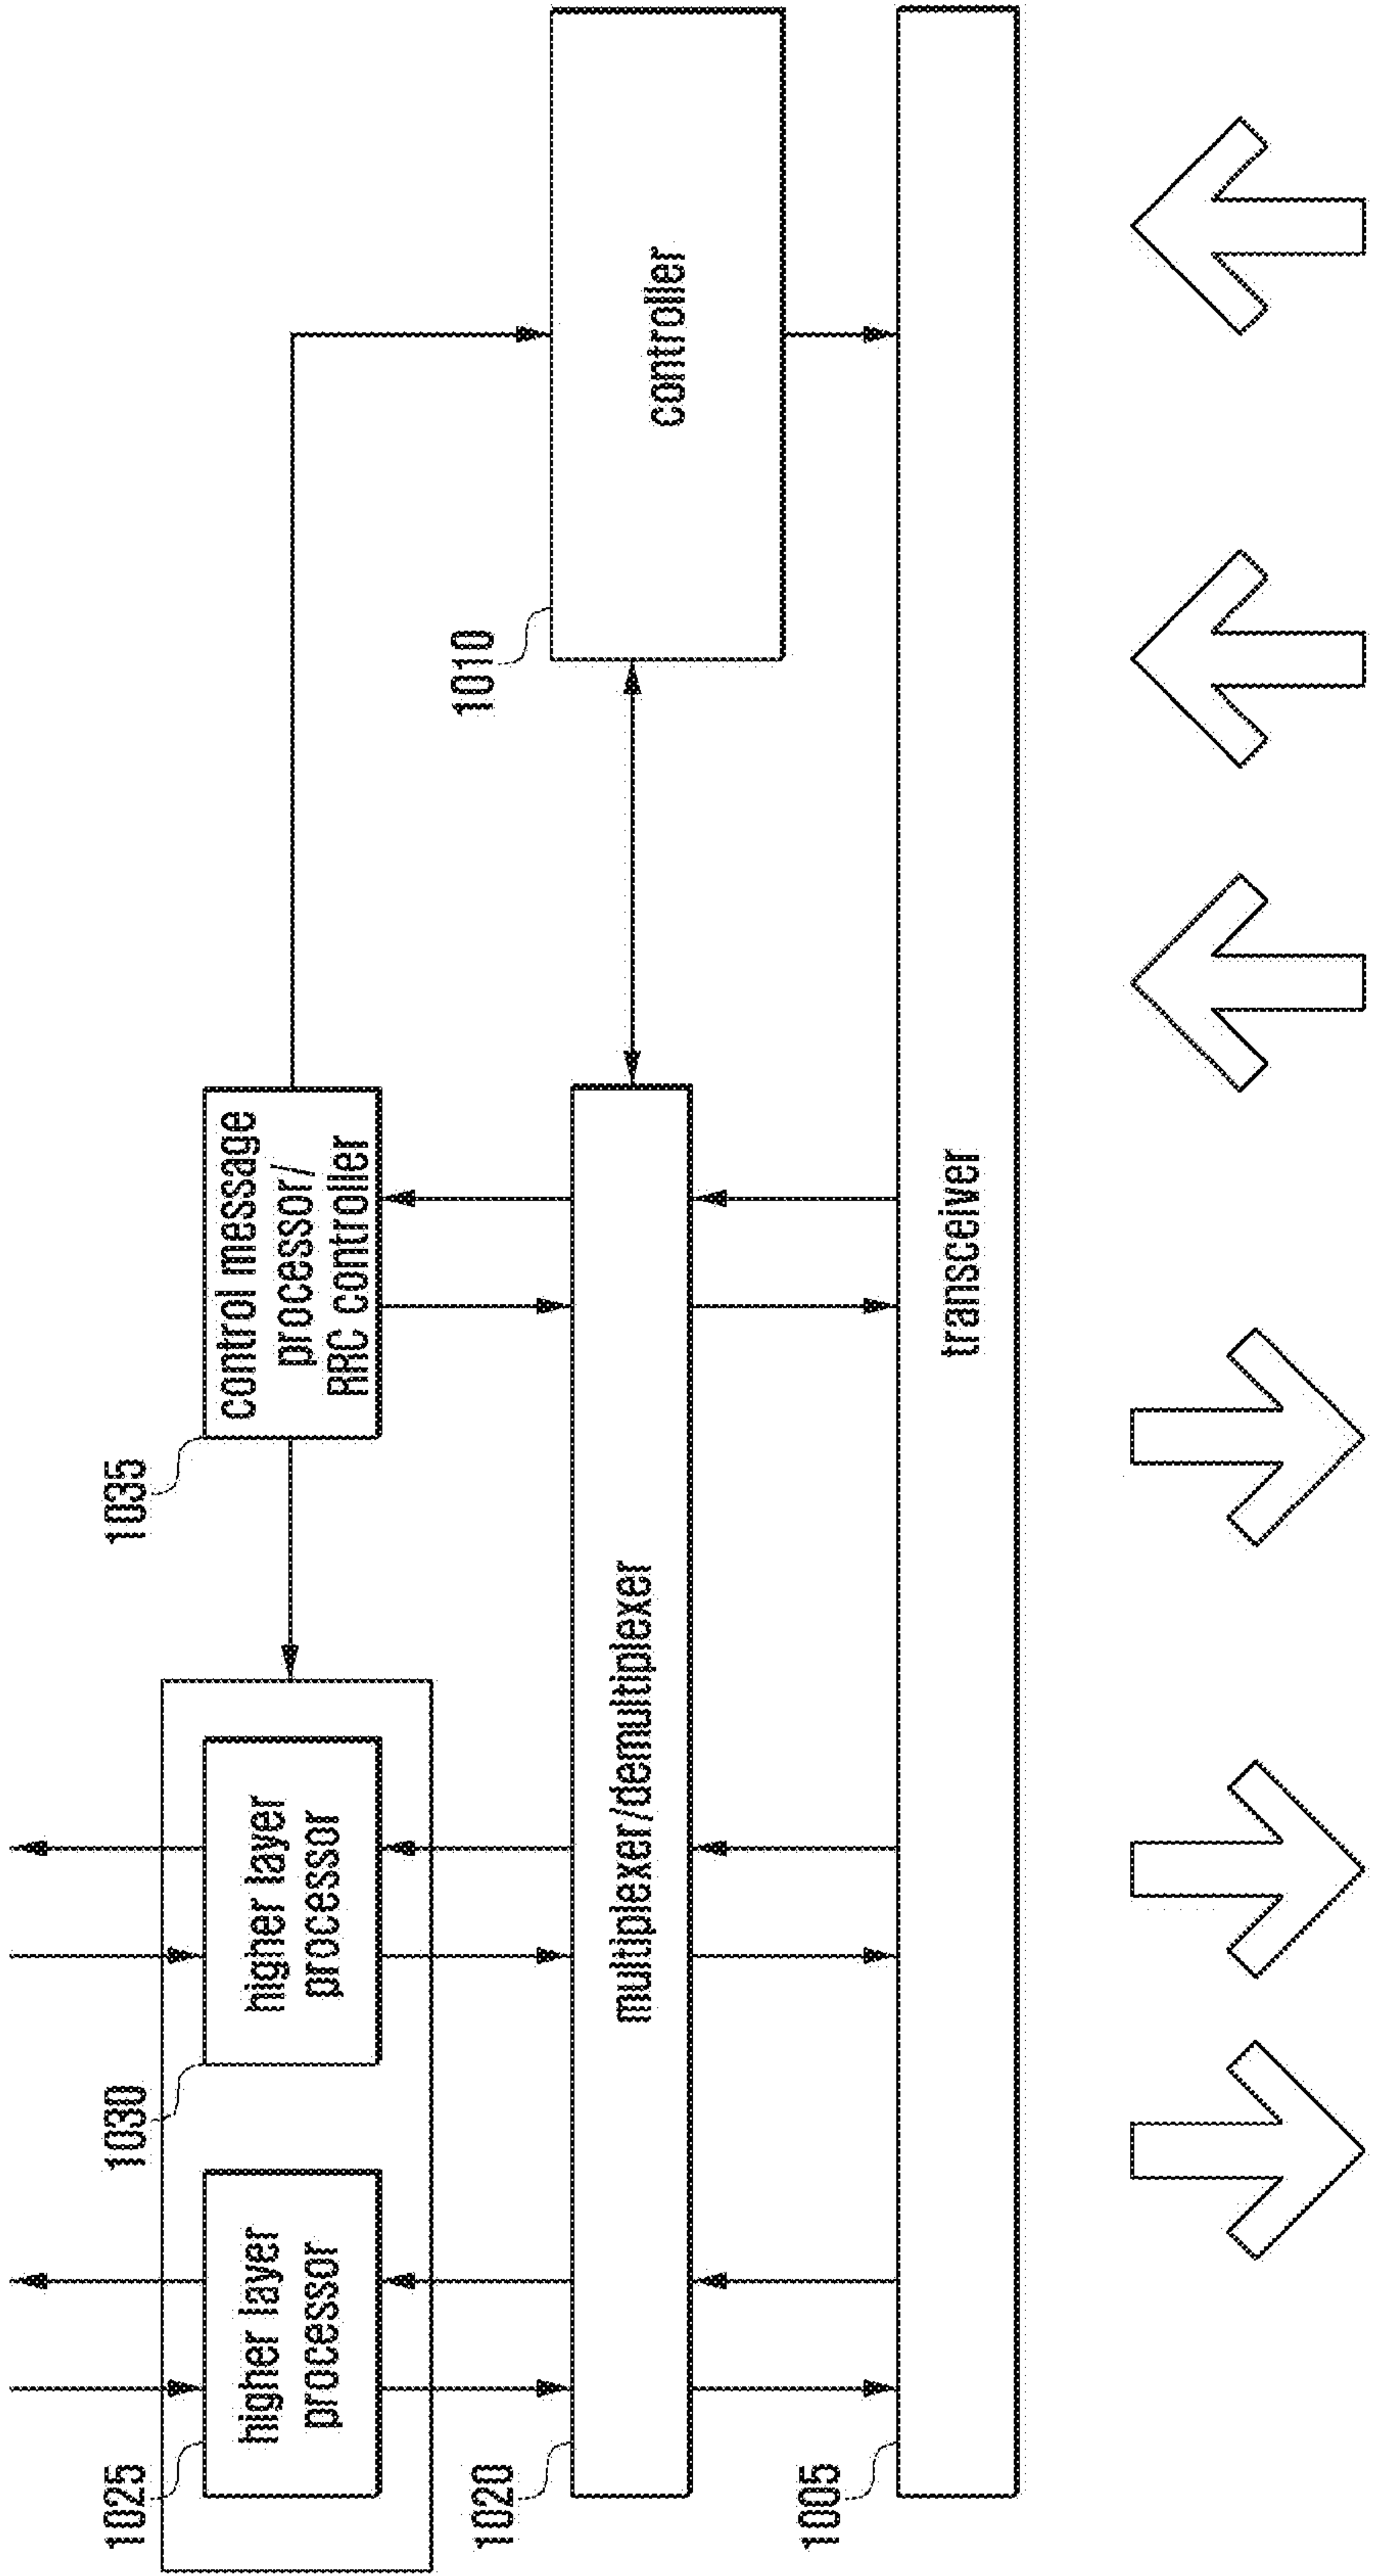 1025
higher layer
processor
1030
higher layer
processor
1035
control message
processor/
RRC controller
1020
multiplexer/demultiplexer
1010
controller
1005
transceiver